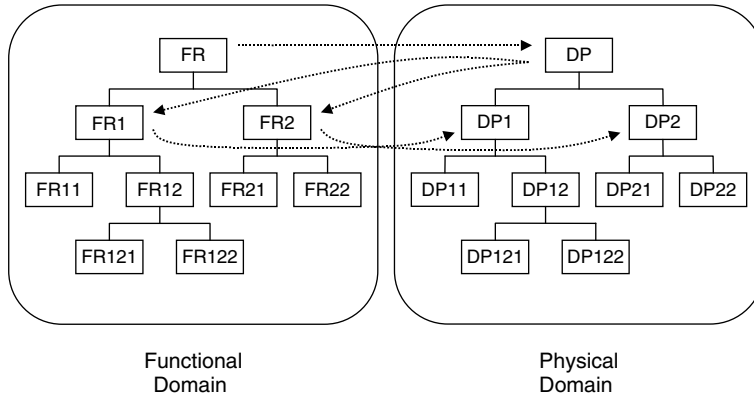 FR
DP
FR1
FR2
DP1
DP2
FR11
FR12
FR21
FR22
DP11
DP12
DP21
DP22
FR121
FR122
DP121
DP122
Functional
Domain
Physical
Domain